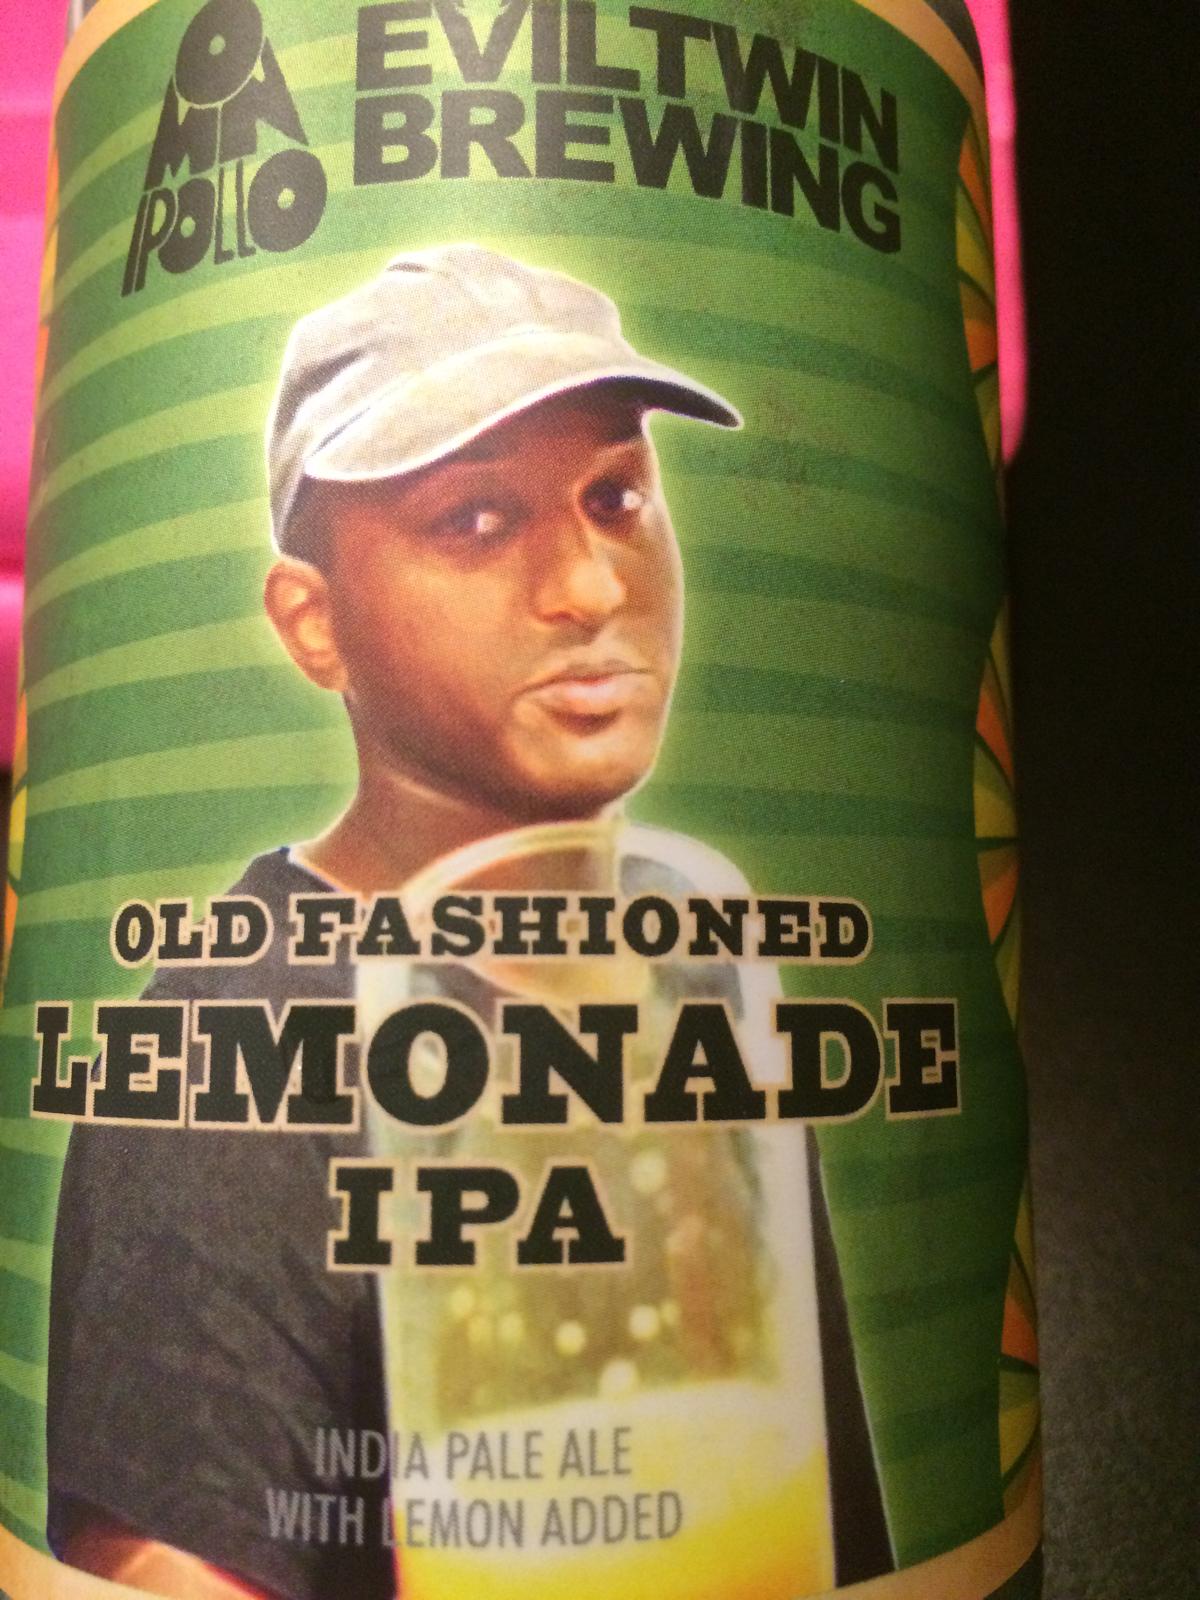 OMNIPOLLO
EVILTWIN
BREWING
OLD FASHIONED
LEMONADE
IPA
INDIA PALE ALE
WITH LEMON ADDED